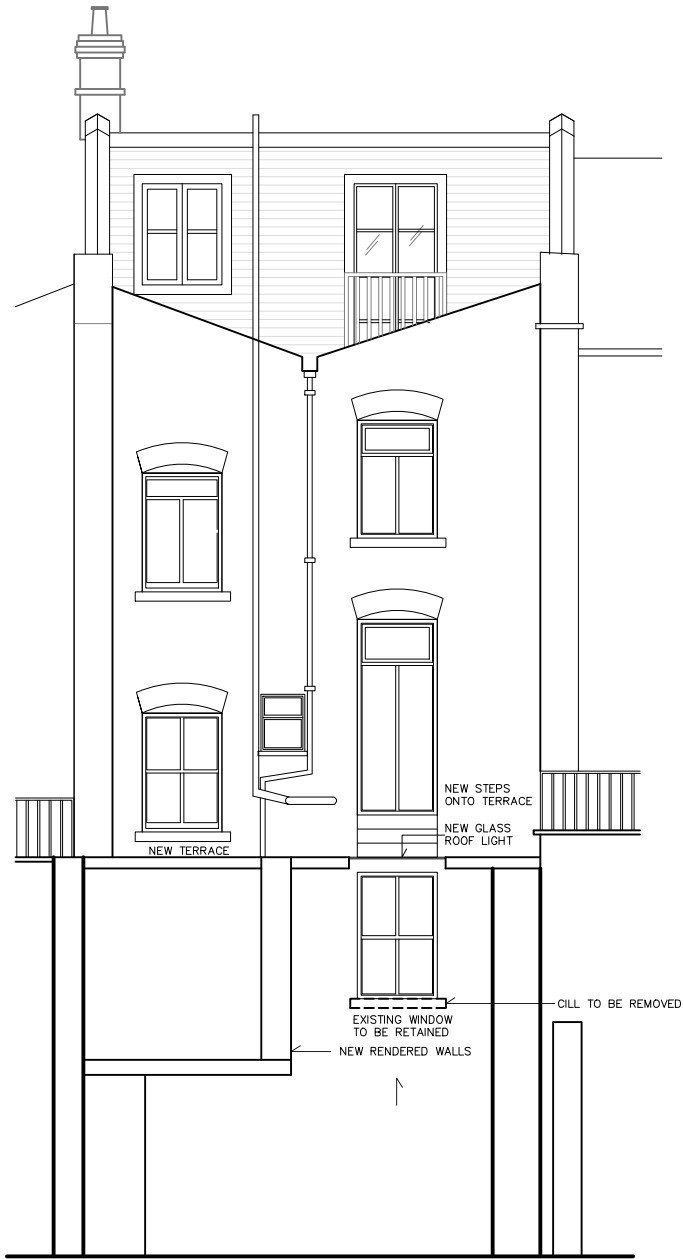 NEW STEPS
ONTO TERRACE
NEW GLASS
ROOF LIGHT
NEW TERRACE
CILL TO BE REMOVED
EXISTING WINDOW
TO BE RETAINED
NEW RENDERED WALLS